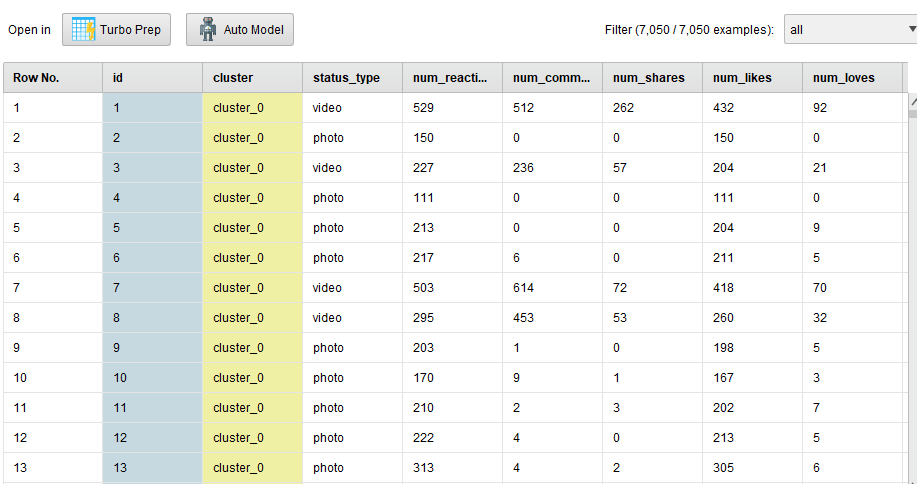 Open in Turbo Prep Auto Model Filter (7,050 / 7,050 examples): all
Row No. id cluster status_type num_reacti... num_comm... num_shares num_likes num_loves
1 1 cluster_0 video 529 512 262 432 92
2 2 cluster_0 photo 150 0 0 150 0
3 3 cluster_0 video 227 236 57 204 21
4 4 cluster_0 photo 111 0 0 111 0
5 5 cluster_0 photo 213 0 0 204 9
6 6 cluster_0 photo 217 6 0 211 5
7 7 cluster_0 video 503 614 72 418 70
8 8 cluster_0 video 295 453 53 260 32
9 9 cluster_0 photo 203 1 0 198 5
10 10 cluster_0 photo 170 9 1 167 3
11 11 cluster_0 photo 210 2 3 202 7
12 12 cluster_0 photo 222 4 0 213 5
13 13 cluster_0 photo 313 4 2 305 6